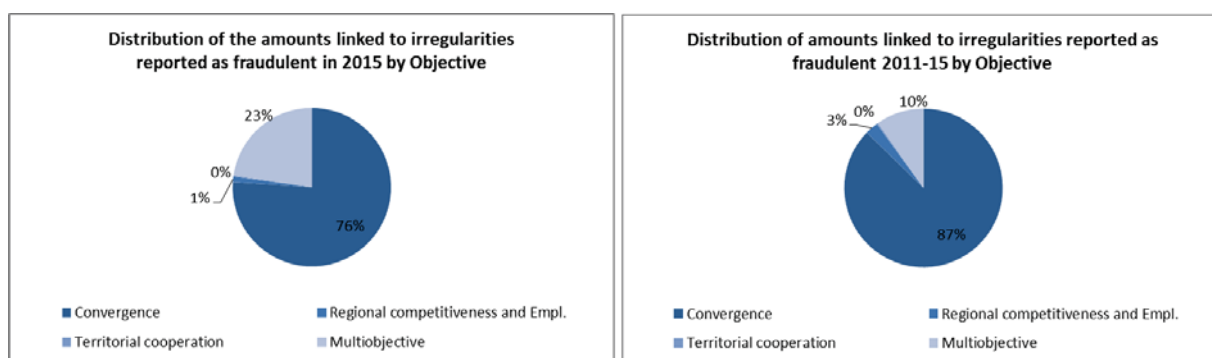 Distribution of the amounts linked to irregularities
reported as fraudulent in 2015 by Objective
23%
0%
1%
76%
Convergence
Regional competitiveness and Empl.
Territorial cooperation
Multiobjective
Distribution of amounts linked to irregularities reported as
fraudulent 2011-15 by Objective
10%
0%
3%
87%
Convergence
Regional competitiveness and Empl.
Territorial cooperation
Multiobjective